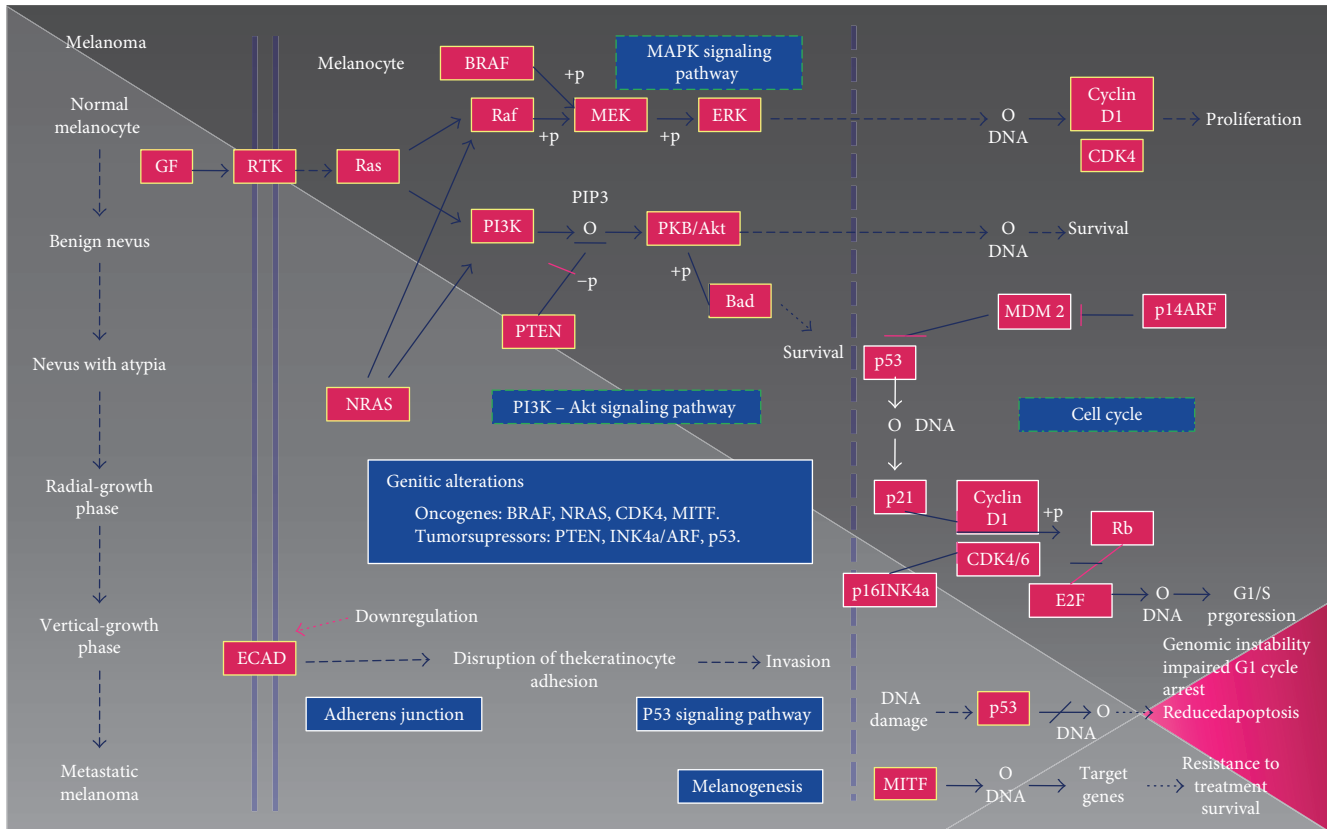 Melanoma
Normal
melanocyte
Benign nevus
Nevus with atypia
Radial-growth
phase
Vertical-growth
phase
Metastatic
melanoma
GF
RTK
Ras
Melanocyte
BRAF
+p
MAPK signaling
pathway
Raf
+p
MEK
+p
ERK
O
DNA
Cyclin
D1
CDK4
Proliferation
PI3K
PIP3
O
PKB/Akt
O
DNA
Survival
–p
+p
PTEN
Bad
Survival
NRAS
PI3K – Akt signaling pathway
MDM 2
p14ARF
p53
O DNA
Cell cycle
p21
Cyclin
D1
+p
Rb
CDK4/6
p16INK4a
E2F
O
DNA
G1/S
prgoression
Genitic alterations
Oncogenes: BRAF, NRAS, CDK4, MITF.
Tumorsupressors: PTEN, INK4a/ARF, p53.
Downregulation
ECAD
Disruption of thekeratinocyte
adhesion
Invasion
Adherens junction
P53 signaling pathway
Melanogenesis
DNA
damage
p53
O
DNA
Genomic instability
impaired G1 cycle
arrest
Reducedapoptosis
MITF
O
DNA
Target
genes
Resistance to
treatment
survival